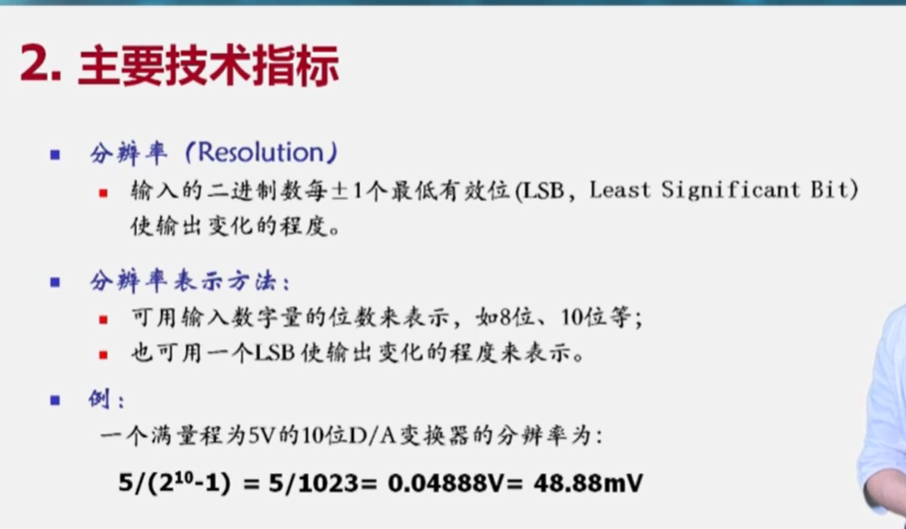 2. 主要技术指标
分辨率（Resolution）
输入的二进制数每±1个最低有效位(LSB，Least Significant Bit)
使输出变化的程度。
分辨率表示方法：
可用输入数字量的位数来表示，如8位、10位等；
也可用一个LSB使输出变化的程度来表示。
例：
一个满量程为5V的10位D/A变换器的分辨率为：
5/(2¹⁰-1) = 5/1023= 0.04888V= 48.88mV